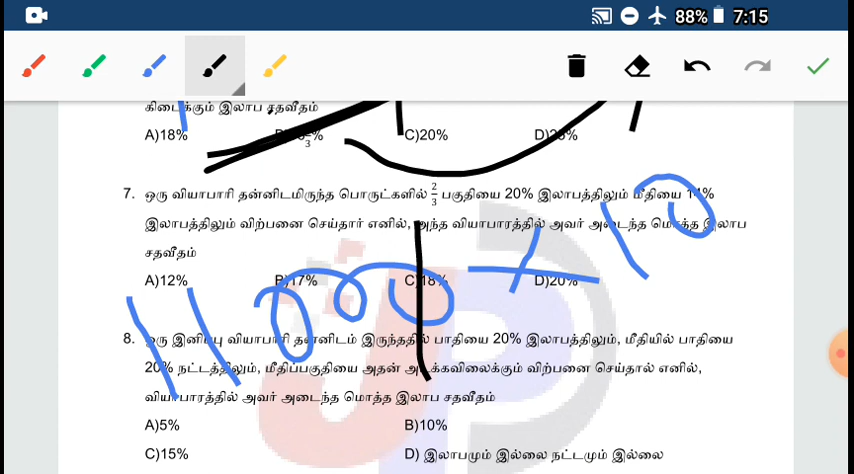 88% 7:15
கிடைக்கும் இலாப சதவீதம்
A)18% C)20%
7. ஒரு வியாபாரி தன்னிடமிருந்த பொருட்களில் 2/3 பகுதியை 20% இலாபத்திலும் மீதியை 14%
இலாபத்திலும் விற்பனை செய்தார் எனில், அந்த வியாபாரத்தில் அவர் அடைந்த மொத்த இலாப
சதவீதம்
A)12% B)17% C)18% D)20%
8. ஒரு இனிப்பு வியாபாரி தன்னிடம் இருந்ததில் பாதியை 20% இலாபத்திலும், மீதியில் பாதியை
20% நட்டத்திலும், மீதிப்பகுதியை அதன் அடக்கவிலைக்கும் விற்பனை செய்தால் எனில்,
வியாபாரத்தில் அவர் அடைந்த மொத்த இலாப சதவீதம்
A)5% B)10%
C)15% D) இலாபமும் இல்லை நட்டமும் இல்லை